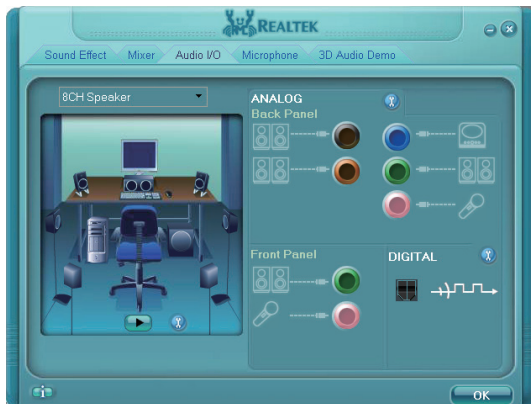 REALTEK
Sound Effect Mixer Audio I/O Microphone 3D Audio Demo
8CH Speaker
ANALOG
Back Panel
Front Panel
DIGITAL
i
OK